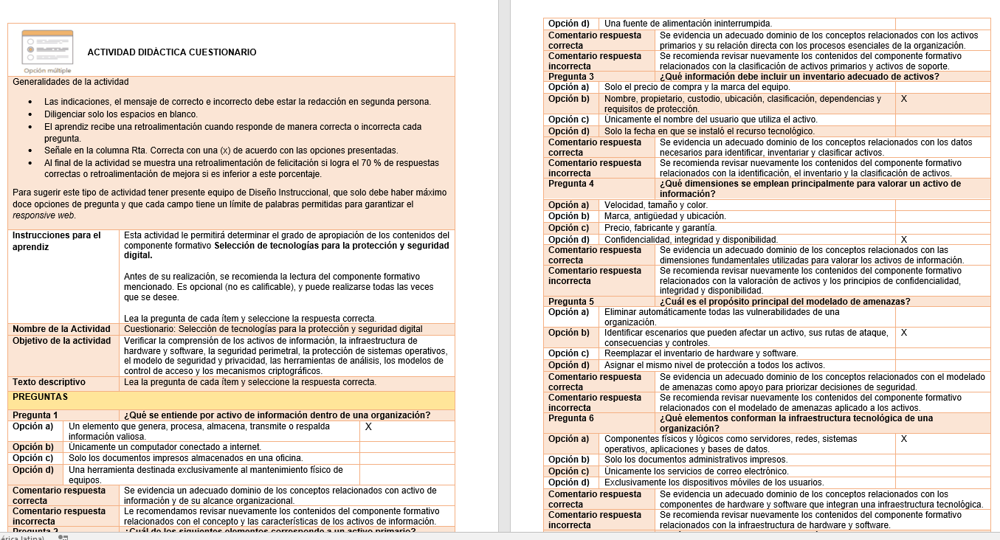 Opción múltiple
ACTIVIDAD DIDÁCTICA CUESTIONARIO
Generalidades de la actividad
• Las indicaciones, el mensaje de correcto e incorrecto debe estar la redacción en segunda persona.
• Diligenciar solo los espacios en blanco.
• El aprendiz recibe una retroalimentación cuando responde de manera correcta o incorrecta cada
pregunta.
• Señale en la columna Rta. Correcta con una (x) de acuerdo con las opciones presentadas.
• Al final de la actividad se muestra una retroalimentación de felicitación si logra el 70 % de respuestas
correctas o retroalimentación de mejora si es inferior a este porcentaje.
Para sugerir este tipo de actividad tener presente equipo de Diseño Instruccional, que solo debe haber máximo
doce opciones de pregunta y que cada campo tiene un límite de palabras permitidas para garantizar el
responsive web.
Instrucciones para el
aprendiz
Esta actividad le permitirá determinar el grado de apropiación de los contenidos del
componente formativo Selección de tecnologías para la protección y seguridad
digital.
Antes de su realización, se recomienda la lectura del componente formativo
mencionado. Es opcional (no es calificable), y puede realizarse todas las veces
que se desee.
Lea la pregunta de cada ítem y seleccione la respuesta correcta.
Nombre de la Actividad Cuestionario: Selección de tecnologías para la protección y seguridad digital
Objetivo de la actividad Verificar la comprensión de los activos de información, la infraestructura de
hardware y software, la seguridad perimetral, la protección de sistemas operativos,
el modelo de seguridad y privacidad, las herramientas de análisis, los modelos de
control de acceso y los mecanismos criptográficos.
Texto descriptivo Lea la pregunta de cada ítem y seleccione la respuesta correcta.
PREGUNTAS
Pregunta 1 ¿Qué se entiende por activo de información dentro de una organización?
Opción a) Un elemento que genera, procesa, almacena, transmite o respalda X
información valiosa.
Opción b) Únicamente un computador conectado a internet.
Opción c) Solo los documentos impresos almacenados en una oficina.
Opción d) Una herramienta destinada exclusivamente al mantenimiento físico de
equipos.
Comentario respuesta
correcta
Se evidencia un adecuado dominio de los conceptos relacionados con activo de
información y de su alcance organizacional.
Comentario respuesta
incorrecta
Le recomendamos revisar nuevamente los contenidos del componente formativo
relacionados con el concepto y las características de los activos de información.
Pregunta 2 ¿Cuál de los siguientes elementos corresponde a un activo primario?
érica latina)
Opción d) Una fuente de alimentación ininterrumpida.
Comentario respuesta
correcta
Se evidencia un adecuado dominio de los conceptos relacionados con los activos
primarios y su relación directa con los procesos esenciales de la organización.
Comentario respuesta
incorrecta
Se recomienda revisar nuevamente los contenidos del componente formativo
relacionados con la clasificación de activos primarios y activos de soporte.
Pregunta 3 ¿Qué información debe incluir un inventario adecuado de activos?
Opción a) Solo el precio de compra y la marca del equipo.
Opción b) Nombre, propietario, custodio, ubicación, clasificación, dependencias y X
requisitos de protección.
Opción c) Únicamente el nombre del usuario que utiliza el activo.
Opción d) Solo la fecha en que se instaló el recurso tecnológico.
Comentario respuesta
correcta
Se evidencia un adecuado dominio de los conceptos relacionados con los datos
necesarios para identificar, inventariar y clasificar activos.
Comentario respuesta
incorrecta
Se recomienda revisar nuevamente los contenidos del componente formativo
relacionados con la identificación, el inventario y la clasificación de activos.
Pregunta 4 ¿Qué dimensiones se emplean principalmente para valorar un activo de
información?
Opción a) Velocidad, tamaño y color.
Opción b) Marca, antigüedad y ubicación.
Opción c) Precio, fabricante y garantía.
Opción d) Confidencialidad, integridad y disponibilidad. X
Comentario respuesta
correcta
Se evidencia un adecuado dominio de los conceptos relacionados con las
dimensiones fundamentales utilizadas para valorar los activos de información.
Comentario respuesta
incorrecta
Se recomienda revisar nuevamente los contenidos del componente formativo
relacionados con la valoración de activos y los principios de confidencialidad,
integridad y disponibilidad.
Pregunta 5 ¿Cuál es el propósito principal del modelado de amenazas?
Opción a) Eliminar automáticamente todas las vulnerabilidades de una
organización.
Opción b) Identificar escenarios que pueden afectar un activo, sus rutas de ataque, X
consecuencias y controles.
Opción c) Reemplazar el inventario de hardware y software.
Opción d) Asignar el mismo nivel de protección a todos los activos.
Comentario respuesta
correcta
Se evidencia un adecuado dominio de los conceptos relacionados con el modelado
de amenazas como apoyo para priorizar decisiones de seguridad.
Comentario respuesta
incorrecta
Se recomienda revisar nuevamente los contenidos del componente formativo
relacionados con el modelado de amenazas aplicado a los activos.
Pregunta 6 ¿Qué elementos conforman la infraestructura tecnológica de una
organización?
Opción a) Componentes físicos y lógicos como servidores, redes, sistemas X
operativos, aplicaciones y bases de datos.
Opción b) Solo los documentos administrativos impresos.
Opción c) Únicamente los servicios de correo electrónico.
Opción d) Exclusivamente los dispositivos móviles de los usuarios.
Comentario respuesta
correcta
Se evidencia un adecuado dominio de los conceptos relacionados con los
componentes de hardware y software que integran una infraestructura tecnológica.
Comentario respuesta
incorrecta
Se recomienda revisar nuevamente los contenidos del componente formativo
relacionados con la infraestructura de hardware y software.